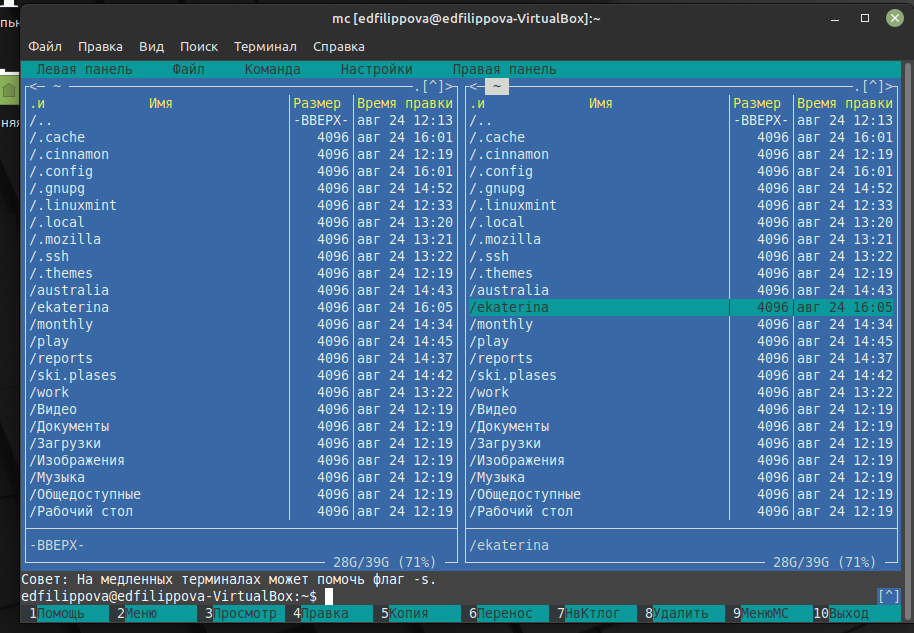 mc [edfilippova@edfilippova-VirtualBox]:~
Файл Правка Вид Поиск Терминал Справка
Левая панель Файл Команда Настройки Правая панель
<─ ~ .[^]> <─ ~ .[^]>
.и Имя Размер Время правки .и Имя Размер Время правки
/.. -ВВЕРХ- авг 24 12:13 /.. -ВВЕРХ- авг 24 12:13
/.cache 4096 авг 24 16:01 /.cache 4096 авг 24 16:01
/.cinnamon 4096 авг 24 12:19 /.cinnamon 4096 авг 24 12:19
/.config 4096 авг 24 16:01 /.config 4096 авг 24 16:01
/.gnupg 4096 авг 24 14:52 /.gnupg 4096 авг 24 14:52
/.linuxmint 4096 авг 24 12:33 /.linuxmint 4096 авг 24 12:33
/.local 4096 авг 24 13:20 /.local 4096 авг 24 13:20
/.mozilla 4096 авг 24 13:21 /.mozilla 4096 авг 24 13:21
/.ssh 4096 авг 24 13:22 /.ssh 4096 авг 24 13:22
/.themes 4096 авг 24 12:19 /.themes 4096 авг 24 12:19
/australia 4096 авг 24 14:43 /australia 4096 авг 24 14:43
/ekaterina 4096 авг 24 16:05 /ekaterina 4096 авг 24 16:05
/monthly 4096 авг 24 14:34 /monthly 4096 авг 24 14:34
/play 4096 авг 24 14:45 /play 4096 авг 24 14:45
/reports 4096 авг 24 14:37 /reports 4096 авг 24 14:37
/ski.plases 4096 авг 24 14:42 /ski.plases 4096 авг 24 14:42
/work 4096 авг 24 13:22 /work 4096 авг 24 13:22
/Видео 4096 авг 24 12:19 /Видео 4096 авг 24 12:19
/Документы 4096 авг 24 12:19 /Документы 4096 авг 24 12:19
/Загрузки 4096 авг 24 12:19 /Загрузки 4096 авг 24 12:19
/Изображения 4096 авг 24 12:19 /Изображения 4096 авг 24 12:19
/Музыка 4096 авг 24 12:19 /Музыка 4096 авг 24 12:19
/Общедоступные 4096 авг 24 12:19 /Общедоступные 4096 авг 24 12:19
/Рабочий стол 4096 авг 24 12:19 /Рабочий стол 4096 авг 24 12:19
-ВВЕРХ- /ekaterina
28G/39G (71%) 28G/39G (71%)
Совет: На медленных терминалах может помочь флаг -s.
edfilippova@edfilippova-VirtualBox:~$ [^]
1Помощь 2Меню 3Просмотр 4Правка 5Копия 6Перенос 7НвКтлог 8Удалить 9МенюMC 10Выход